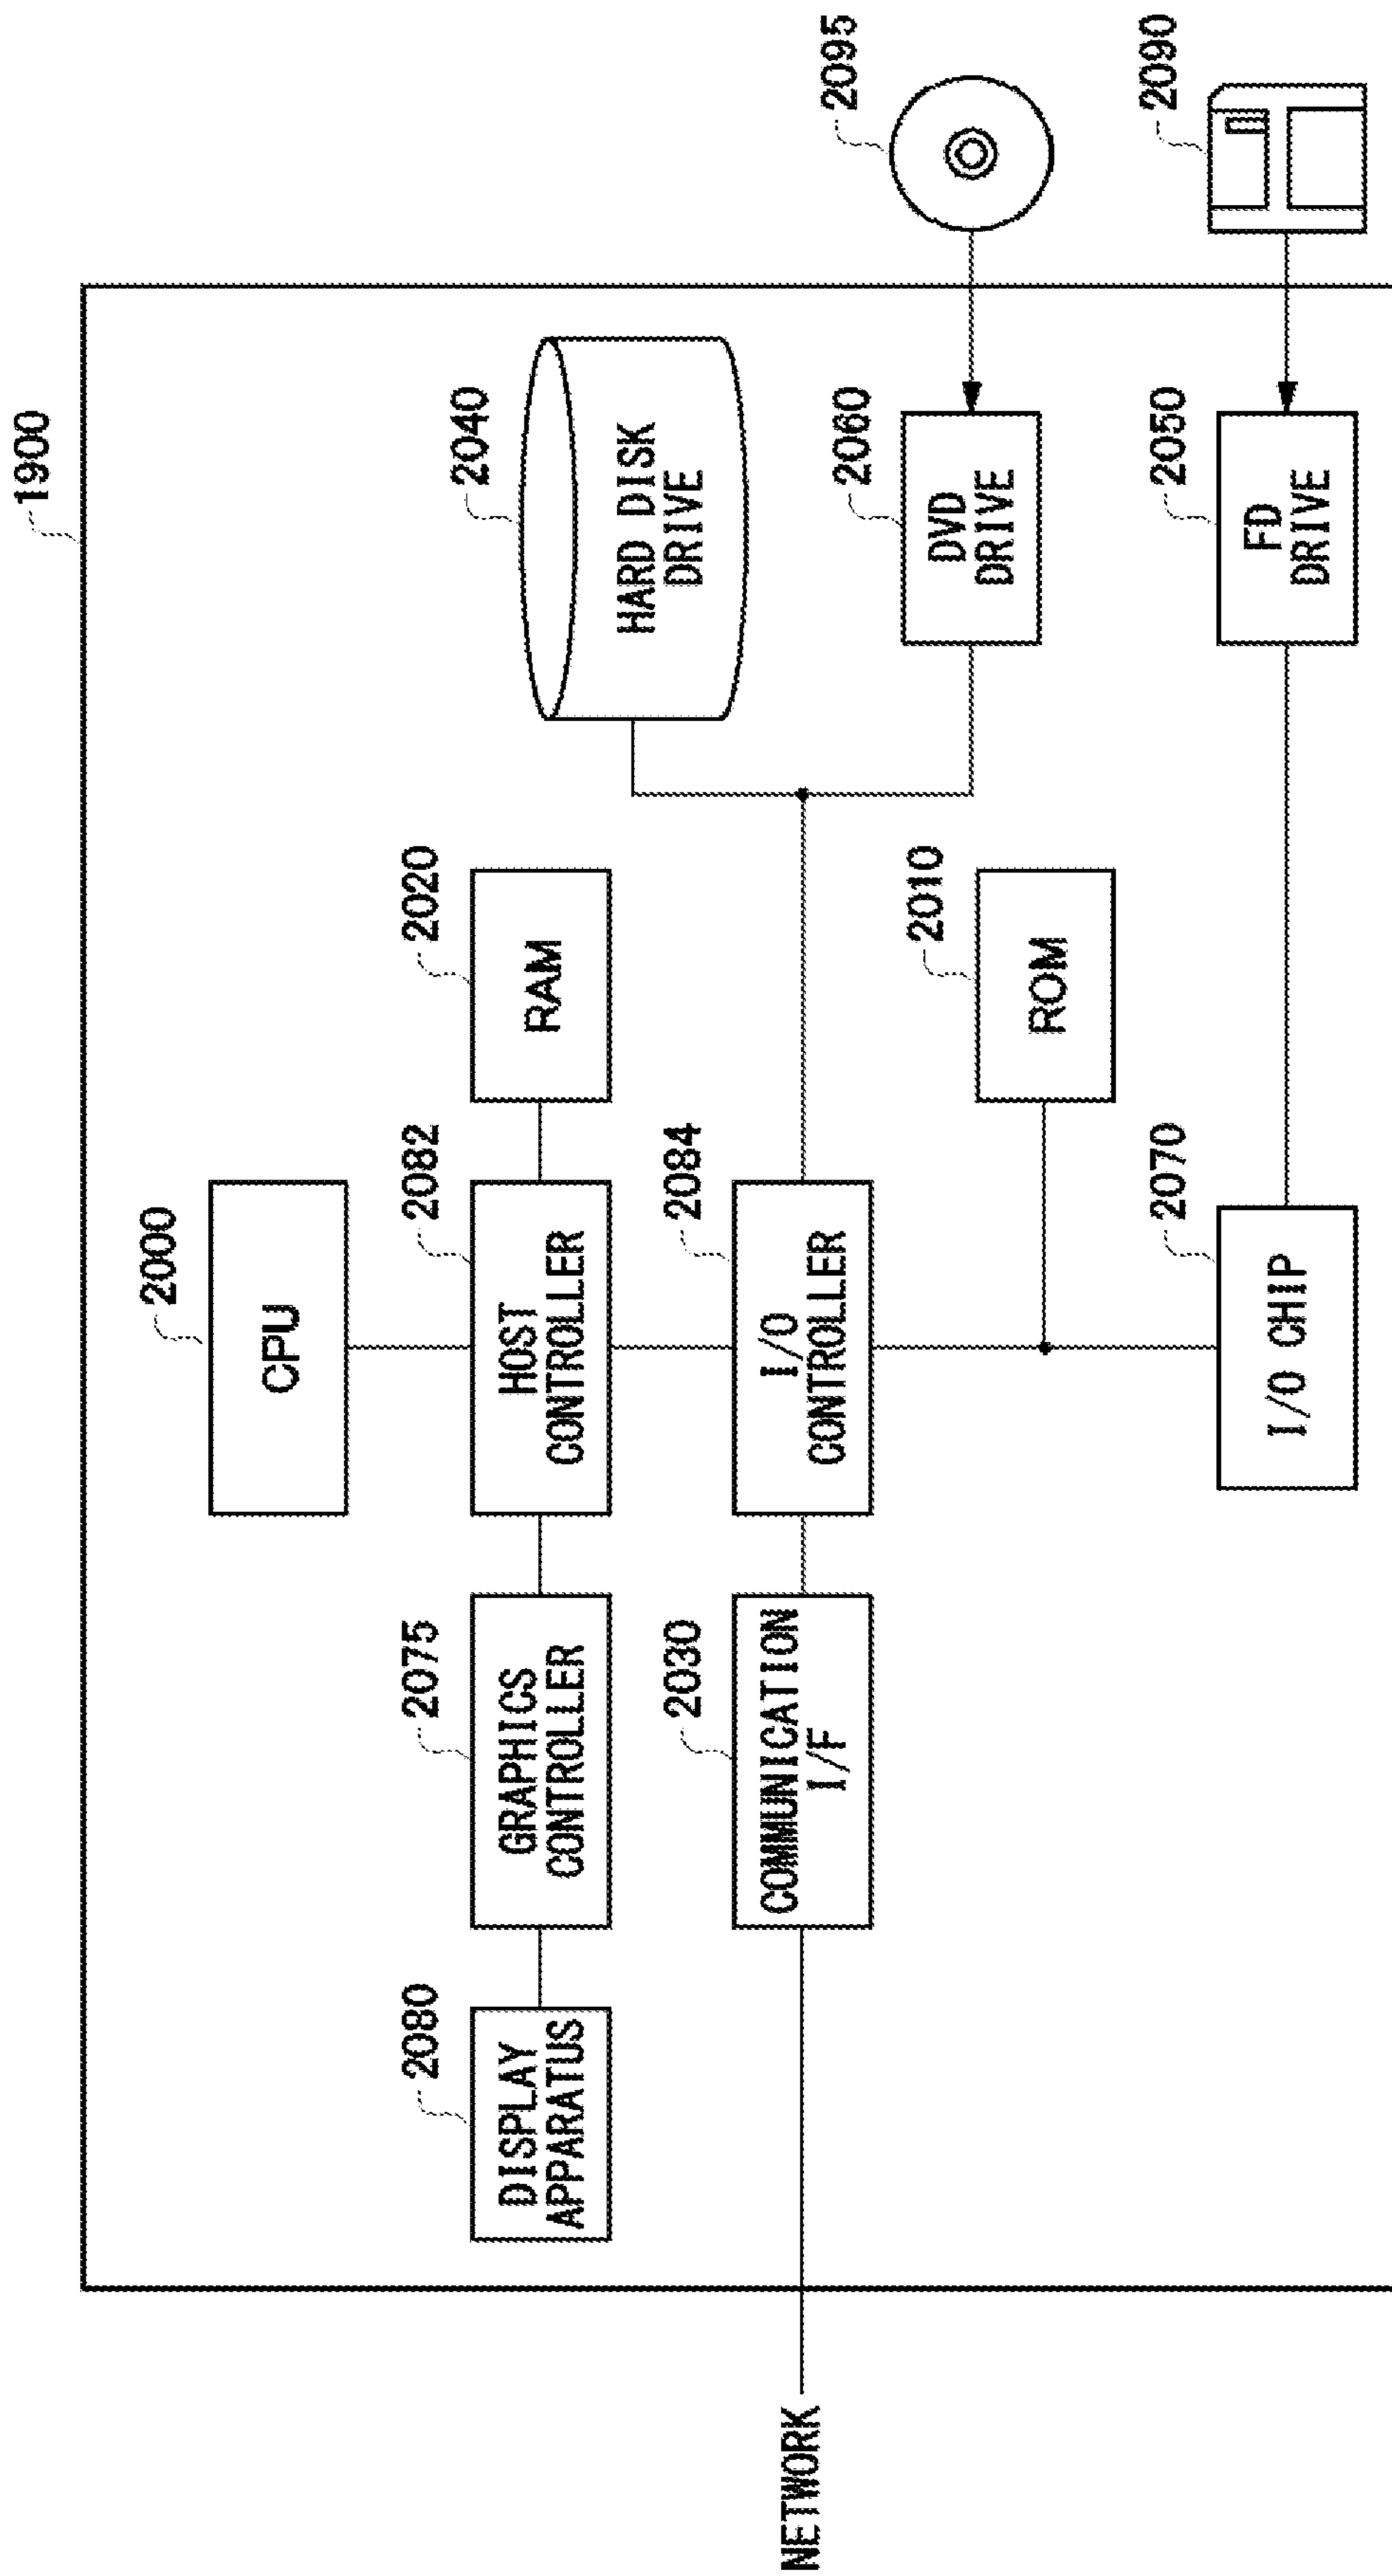 1900
2000
CPU
2080
DISPLAY
APPARATUS
2075
GRAPHICS
CONTROLLER
2082
HOST
CONTROLLER
2020
RAM
2040
HARD DISK
DRIVE
NETWORK
2030
COMMUNICATION
I/F
2084
I/O
CONTROLLER
2060
DVD
DRIVE
2095
2010
ROM
2070
I/O CHIP
2050
FD
DRIVE
2090